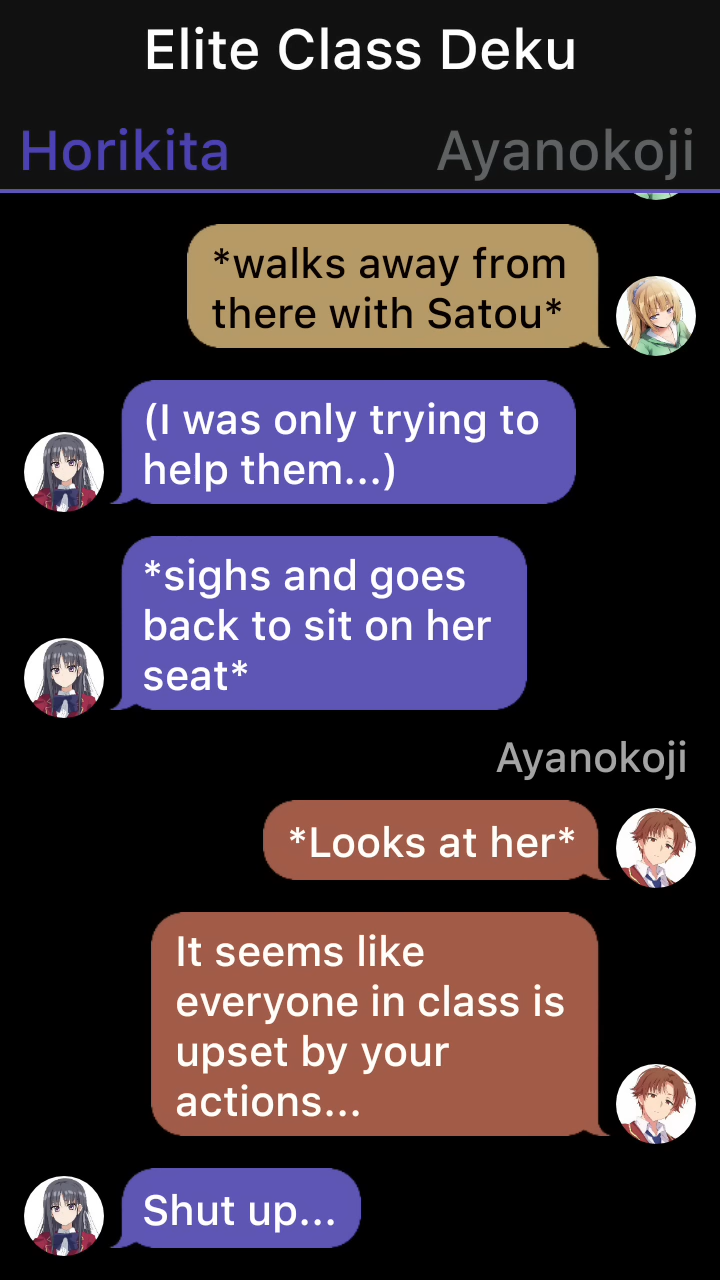 Elite Class Deku
Horikita
Ayanokoji
*walks away from
there with Satou*
(I was only trying to
help them...)
*sighs and goes
back to sit on her
seat*
Ayanokoji
*Looks at her*
It seems like
everyone in class is
upset by your
actions...
Shut up...